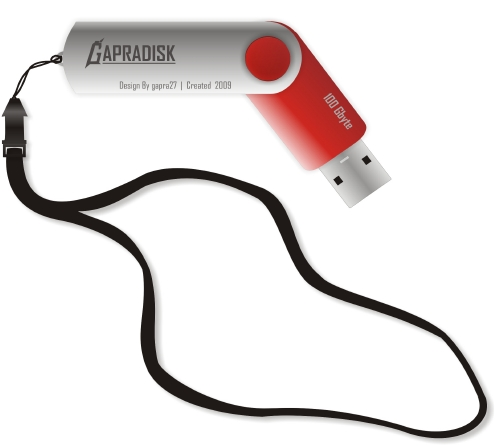 GAPRADISK
Design By gapra27 | Created 2009
100 Gbyte